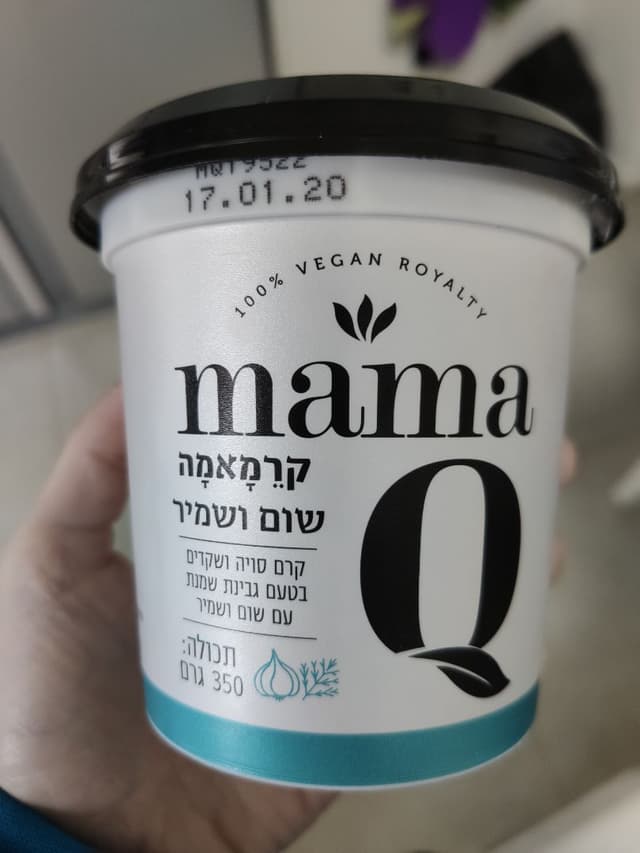 MQT9522
17.01.20
100% VEGAN ROYALTY
mama
Q
קרֵמָאמָה
שום ושמיר
קרם סויה ושקדים
בטעם גבינת שמנת
עם שום ושמיר
תכולה:
350 גרם